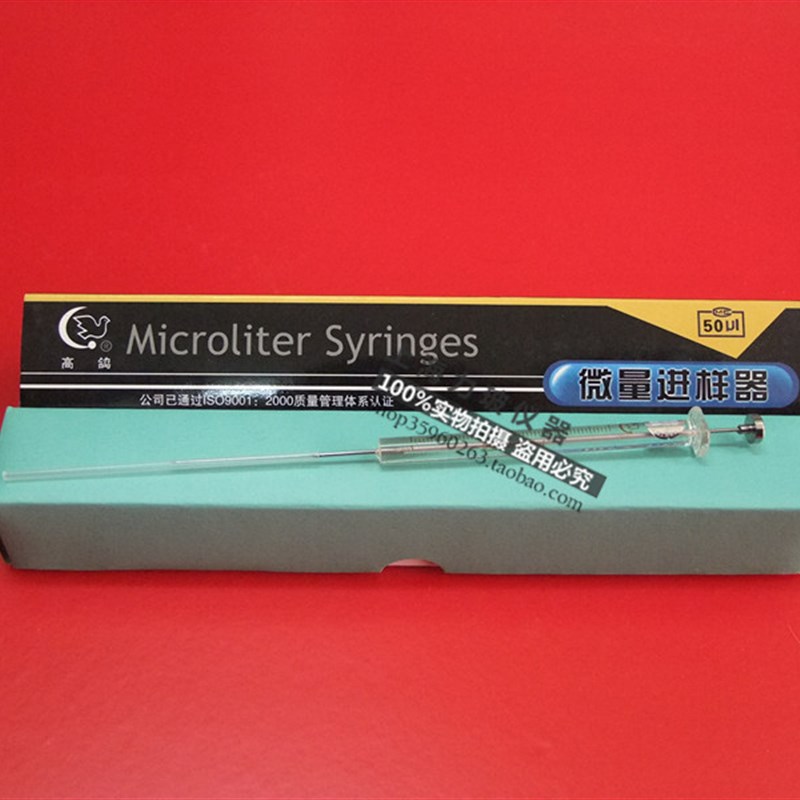 Microliter Syringes
®
高 鸽
50μl
微量进样器
公司已通过ISO9001：2000质量管理体系认证
100%实物拍摄 盗用必究
shop35960263.taobao.com